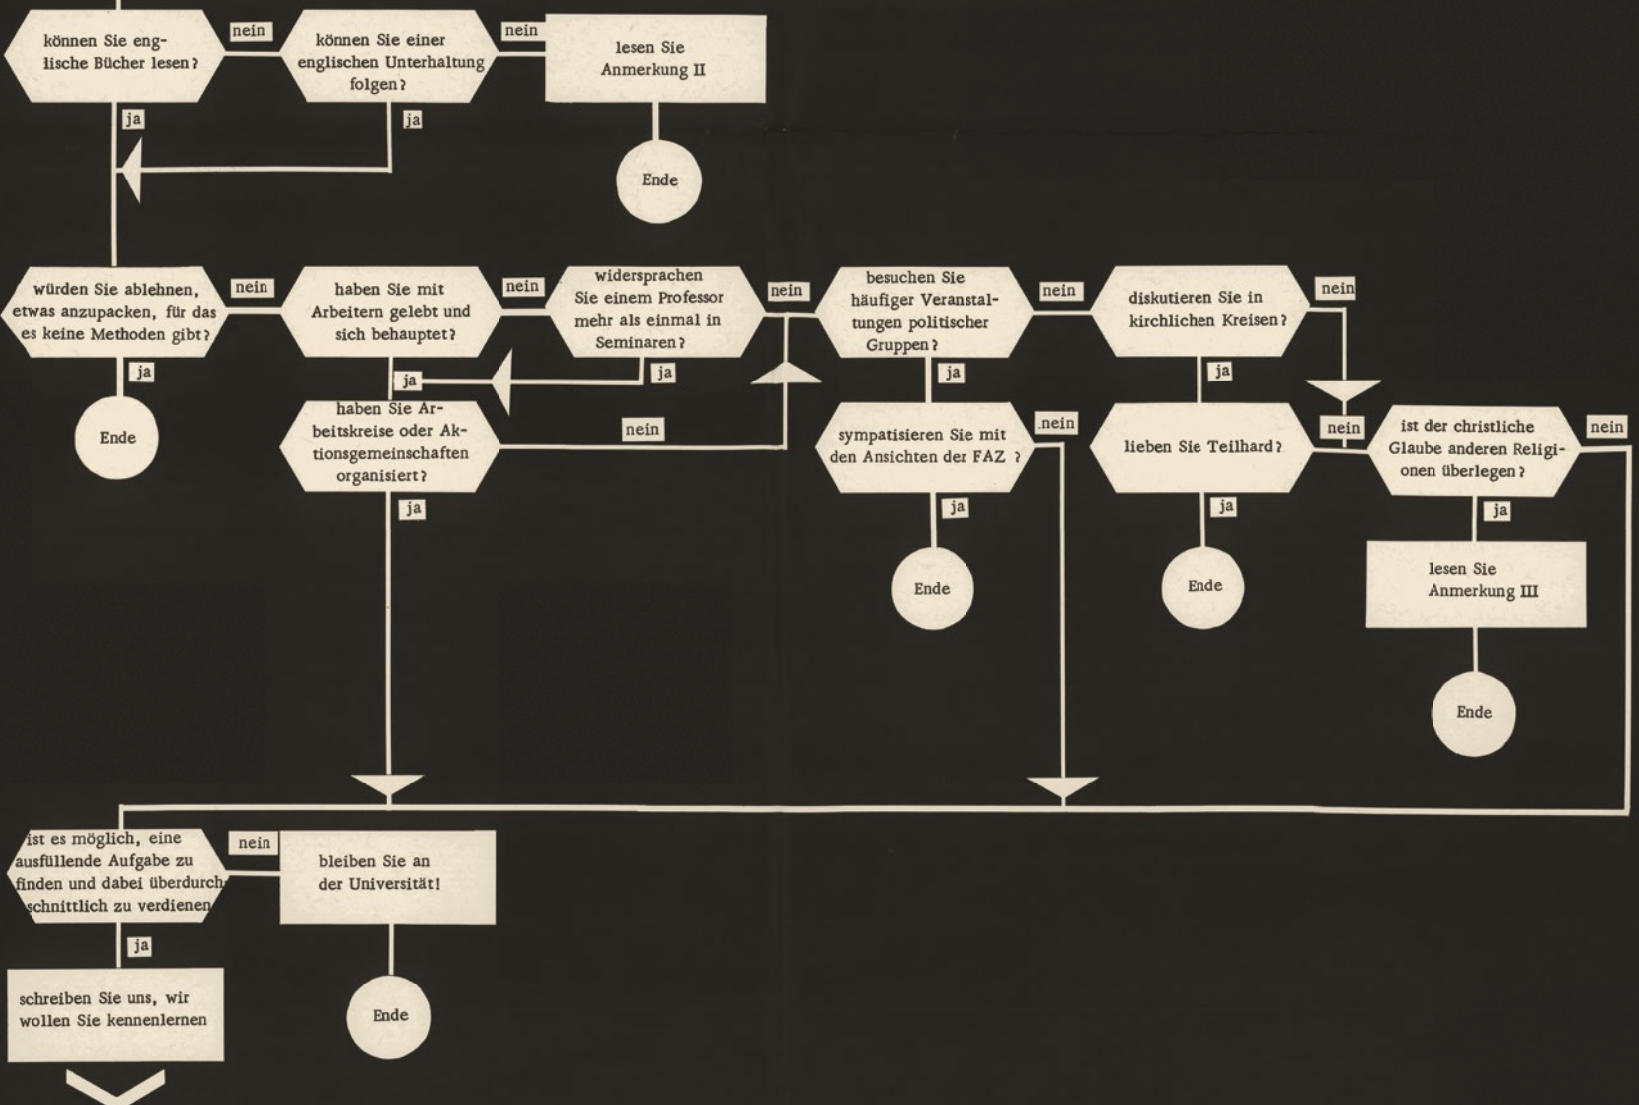 können Sie eng-
lische Bücher lesen?
nein
können Sie einer
englischen Unterhaltung
folgen?
nein
lesen Sie
Anmerkung II
ja
ja
Ende
würden Sie ablehnen,
etwas anzupacken, für das
es keine Methoden gibt?
nein
haben Sie mit
Arbeitern gelebt und
sich behauptet?
nein
widersprachen
Sie einem Professor
mehr als einmal in
Seminaren?
nein
besuchen Sie
häufiger Veranstal-
tungen politischer
Gruppen?
nein
diskutieren Sie in
kirchlichen Kreisen?
nein
ja
ja
ja
ja
ja
Ende
haben Sie Ar-
beitskreise oder Ak-
tionsgemeinschaften
organisiert?
nein
sympatisieren Sie mit
den Ansichten der FAZ ?
.nein
lieben Sie Teilhard?
nein
ist der christliche
Glaube anderen Religi-
onen überlegen?
nein
ja
ja
ja
ja
Ende
Ende
lesen Sie
Anmerkung III
Ende
ist es möglich, eine
ausfüllende Aufgabe zu
finden und dabei überdurch-
schnittlich zu verdienen
nein
bleiben Sie an
der Universität!
ja
schreiben Sie uns, wir
wollen Sie kennenlernen
Ende